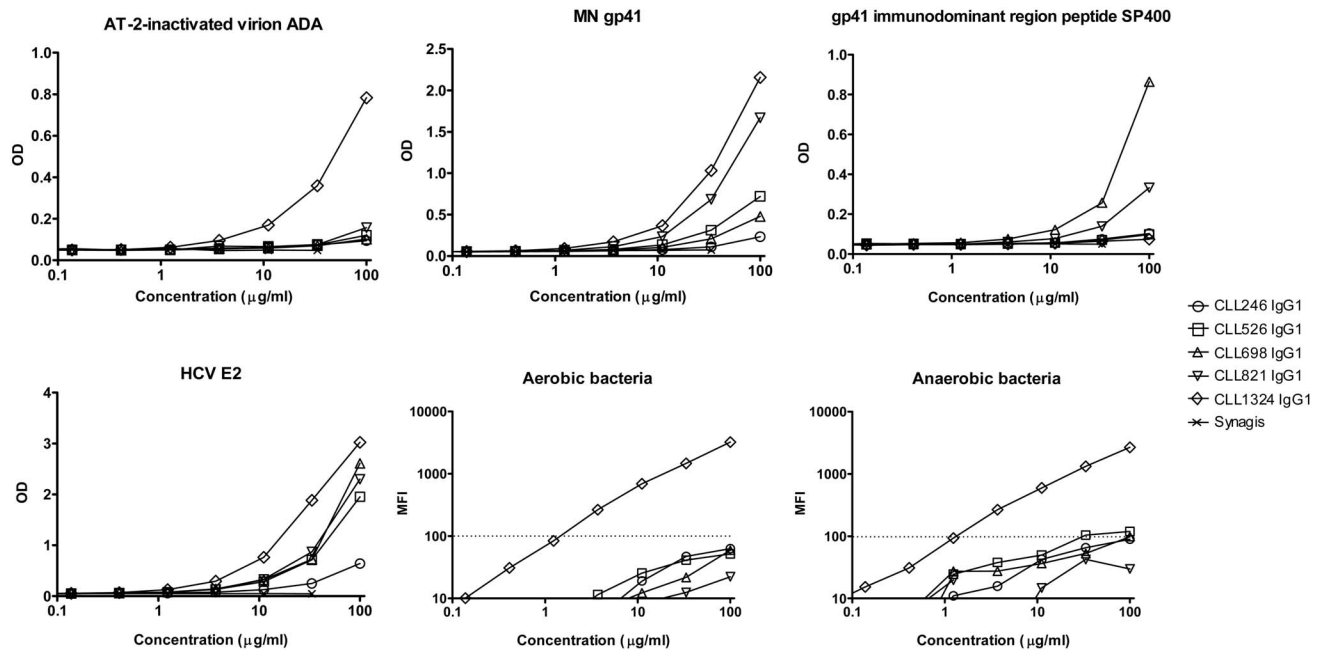 AT-2-inactivated virion ADA
1.0
0.8
0.6
0.4
0.2
0.0
OD
0.1
1
10
100
Concentration (μg/ml)
MN gp41
2.5
2.0
1.5
1.0
0.5
0.0
OD
0.1
1
10
100
Concentration (μg/ml)
gp41 immunodominant region peptide SP400
1.0
0.8
0.6
0.4
0.2
0.0
OD
0.1
1
10
100
Concentration (μg/ml)
CLL246 IgG1
CLL526 IgG1
CLL698 IgG1
CLL821 IgG1
CLL1324 IgG1
Synagis
HCV E2
4
3
2
1
0
OD
0.1
1
10
100
Concentration (μg/ml)
Aerobic bacteria
10000
1000
100
10
MFI
0.1
1
10
100
Concentration (μg/ml)
Anaerobic bacteria
10000
1000
100
10
MFI
0.1
1
10
100
Concentration (μg/ml)